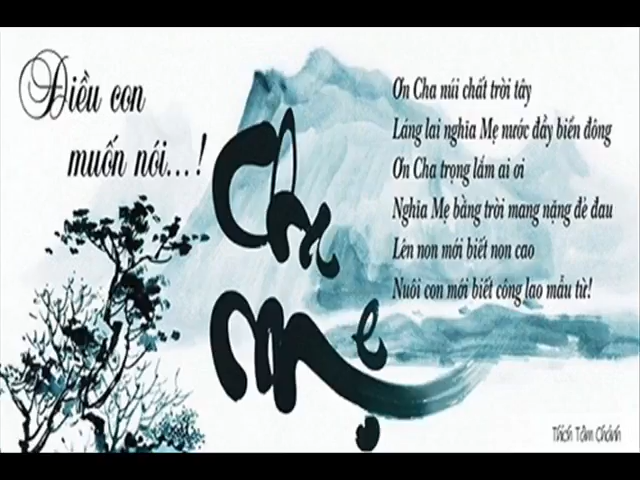 Điều con
muốn nói...!
Cha
Mẹ
Ơn Cha núi chất trời tây
Láng lai nghĩa Mẹ nước đầy biển đông
Ơn Cha trọng lắm ai ơi
Nghĩa Mẹ bằng trời mang nặng đẻ đau
Lên non mới biết non cao
Nuôi con mới biết công lao mẫu từ!
Thích Tâm Chánh